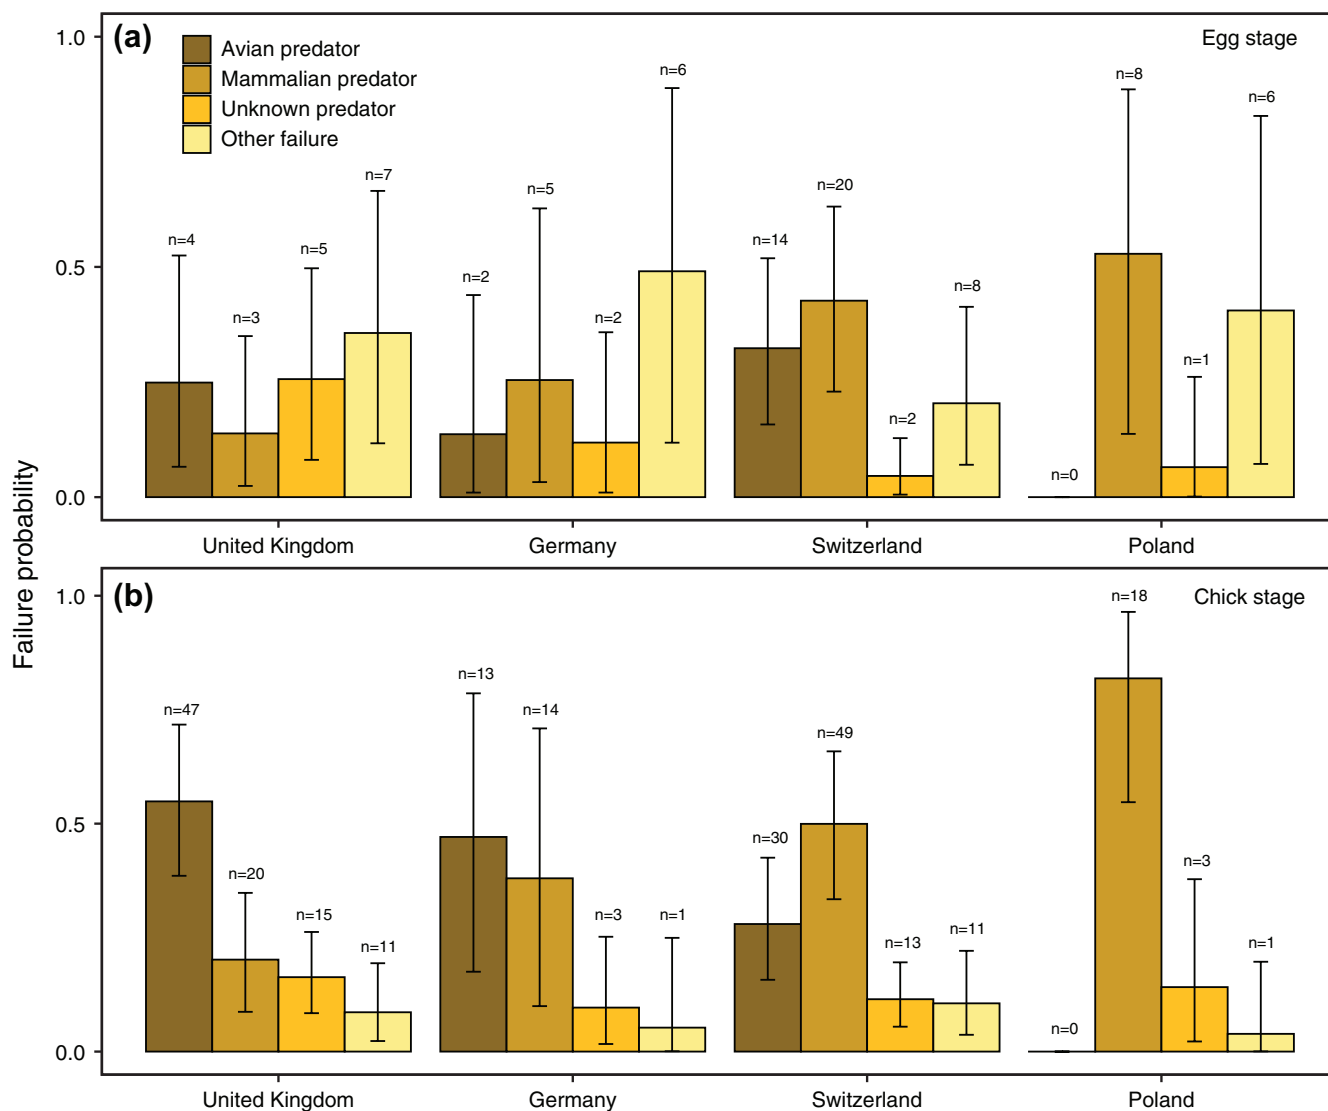 (a)
Egg stage
Avian predator
Mammalian predator
Unknown predator
Other failure
1.0
0.5
0.0
n=4
n=3
n=5
n=7
n=2
n=5
n=2
n=6
n=14
n=20
n=2
n=8
n=0
n=8
n=1
n=6
United Kingdom
Germany
Switzerland
Poland
Failure probability
(b)
Chick stage
1.0
0.5
0.0
n=47
n=20
n=15
n=11
n=13
n=14
n=3
n=1
n=30
n=49
n=13
n=11
n=0
n=18
n=3
n=1
United Kingdom
Germany
Switzerland
Poland